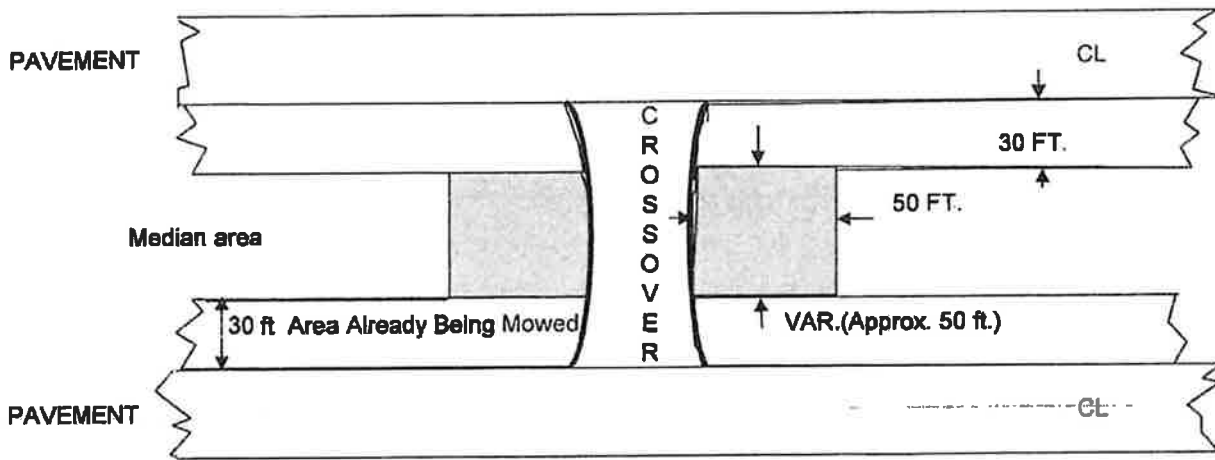 PAVEMENT
CL
CROSSOVER
30 FT.
50 FT.
Median area
30 ft Area Already Being Mowed
VAR.(Approx. 50 ft.)
PAVEMENT
CL